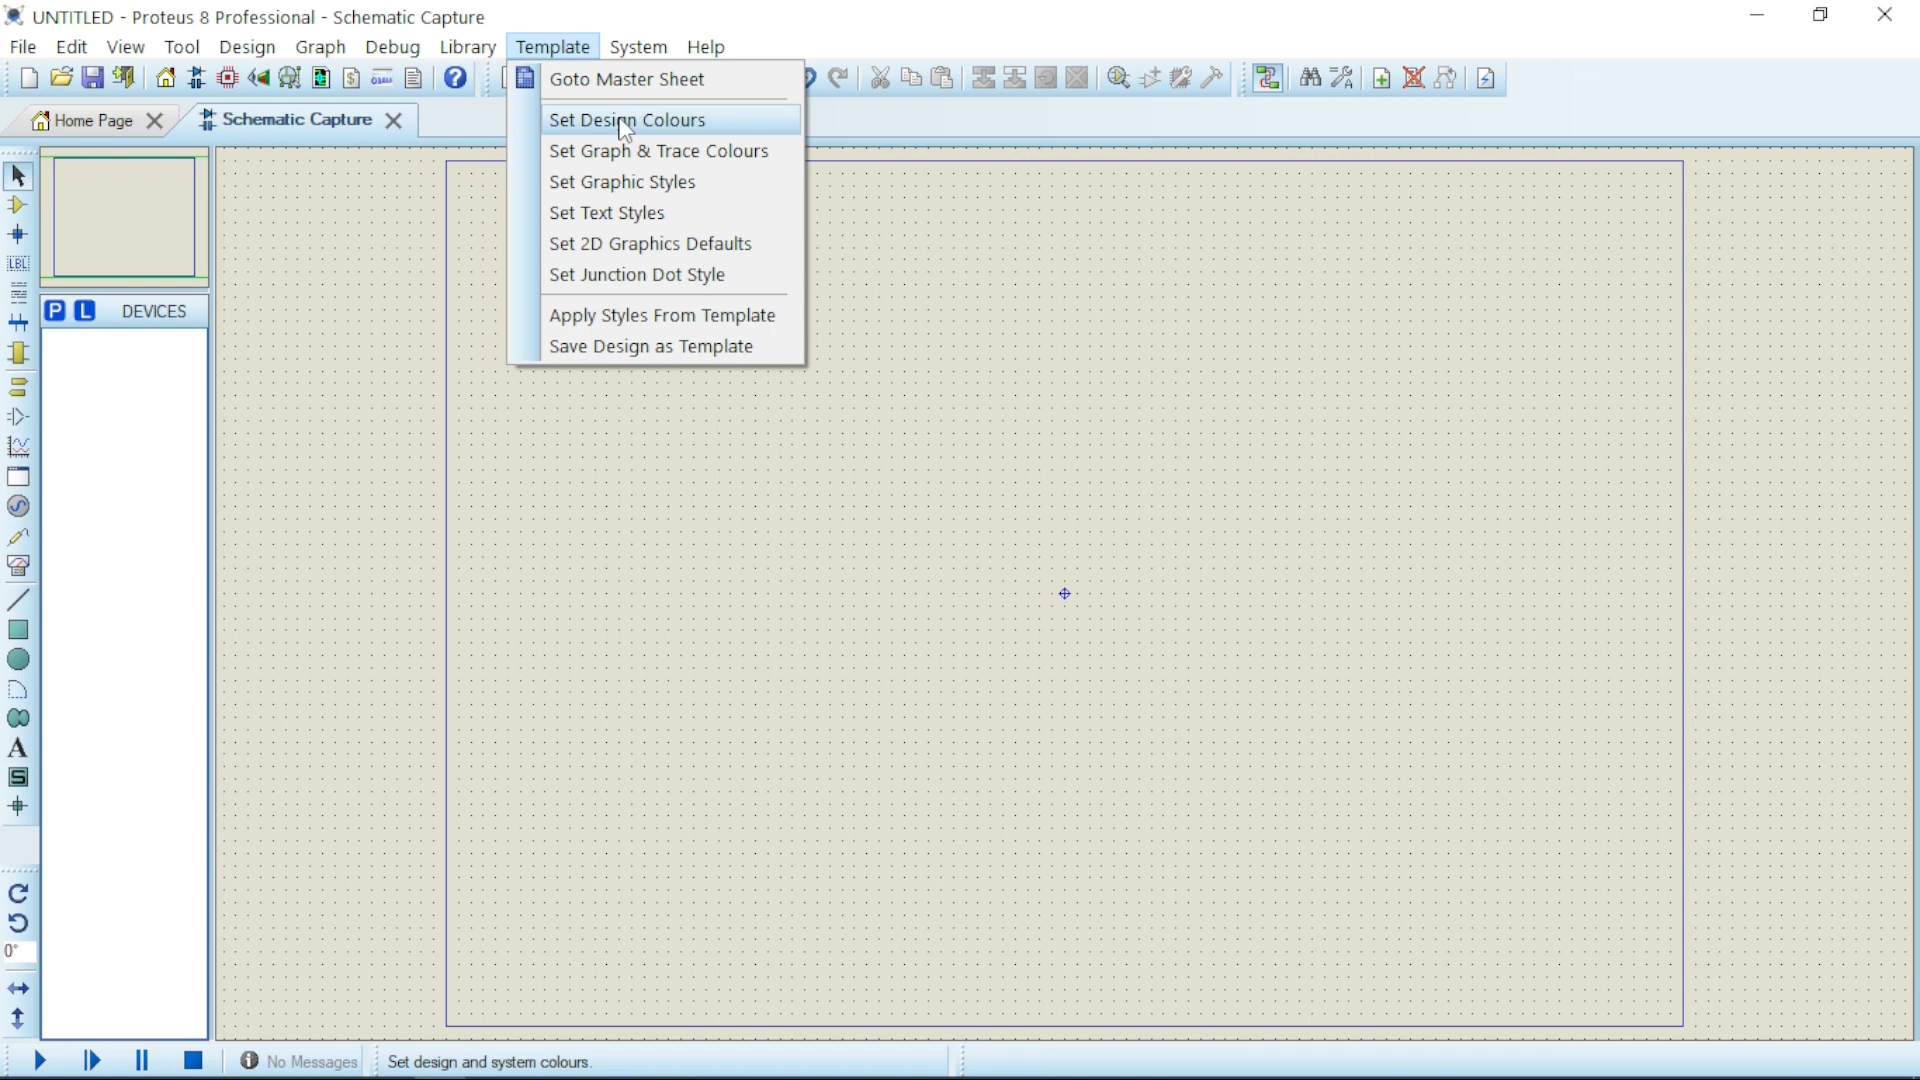 UNTITLED - Proteus 8 Professional - Schematic Capture
File Edit View Tool Design Graph Debug Library Template System Help
Goto Master Sheet
Home Page Schematic Capture
Set Design Colours
Set Graph & Trace Colours
Set Graphic Styles
Set Text Styles
Set 2D Graphics Defaults
Set Junction Dot Style
Apply Styles From Template
Save Design as Template
LBL
P L DEVICES
A
S
0°
No Messages Set design and system colours.